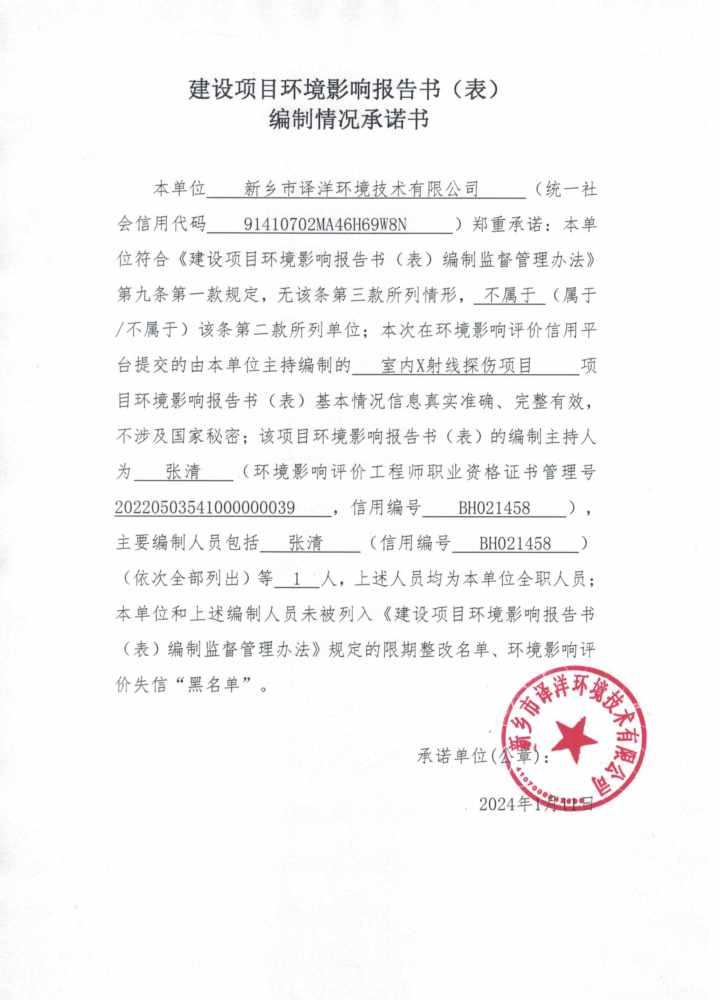 建设项目环境影响报告书（表）
编制情况承诺书
本单位 新乡市译洋环境技术有限公司 （统一社
会信用代码 91410702MA46H69W8N ）郑重承诺：本单
位符合《建设项目环境影响报告书（表）编制监督管理办法》
第九条第一款规定，无该条第三款所列情形， 不属于 （属于
/不属于）该条第二款所列单位；本次在环境影响评价信用平
台提交的由本单位主持编制的 室内X射线探伤项目 项
目环境影响报告书（表）基本情况信息真实准确、完整有效，
不涉及国家秘密；该项目环境影响报告书（表）的编制主持人
为 张清 （环境影响评价工程师职业资格证书管理号
20220503541000000039 ，信用编号 BH021458 ），
主要编制人员包括 张清 （信用编号 BH021458 ）
（依次全部列出）等 1 人，上述人员均为本单位全职人员；
本单位和上述编制人员未被列入《建设项目环境影响报告书
（表）编制监督管理办法》规定的限期整改名单、环境影响评
价失信“黑名单”。
新乡市译洋环境技术有限公司
承诺单位(公章)：
2024年1月11日